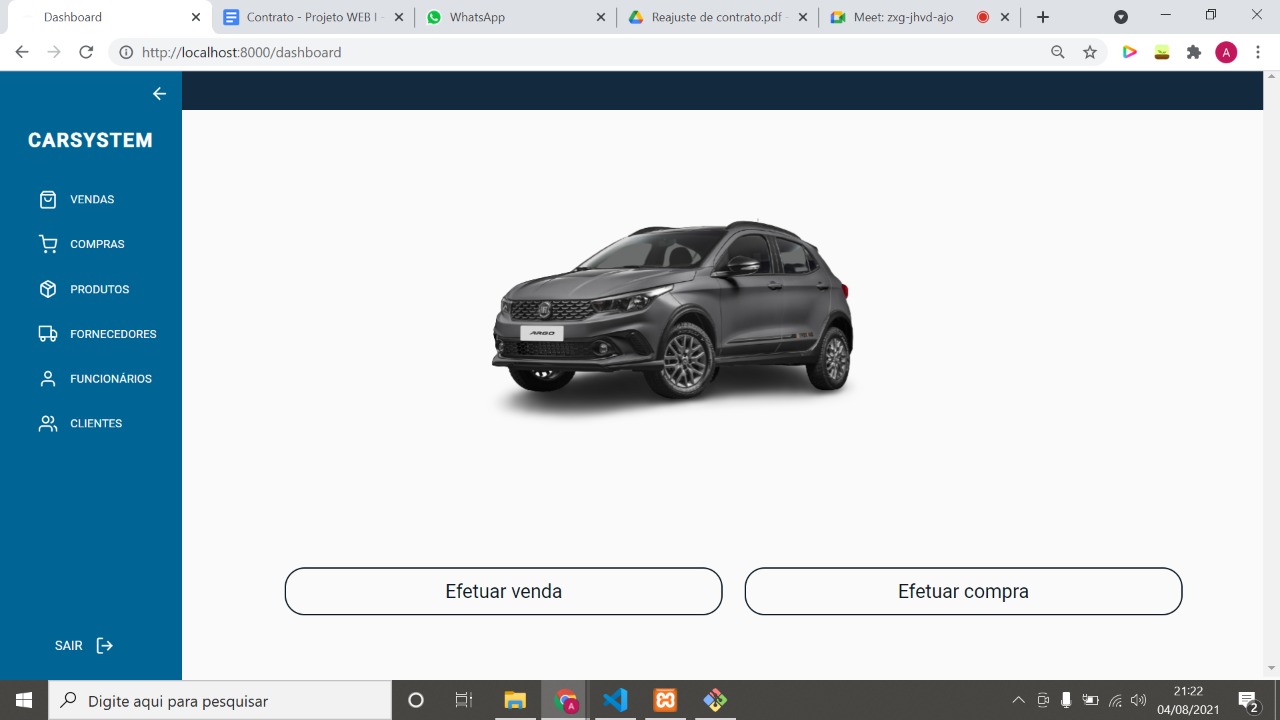 Dashboard
Contrato - Projeto WEB I -
WhatsApp
Reajuste de contrato.pdf -
Meet: zxg-jhvd-ajo
http://localhost:8000/dashboard
A
CARSYSTEM
VENDAS
COMPRAS
PRODUTOS
FORNECEDORES
FUNCIONÁRIOS
CLIENTES
ARGO
Efetuar venda
Efetuar compra
SAIR
Digite aqui para pesquisar
A
21:22
04/08/2021
2